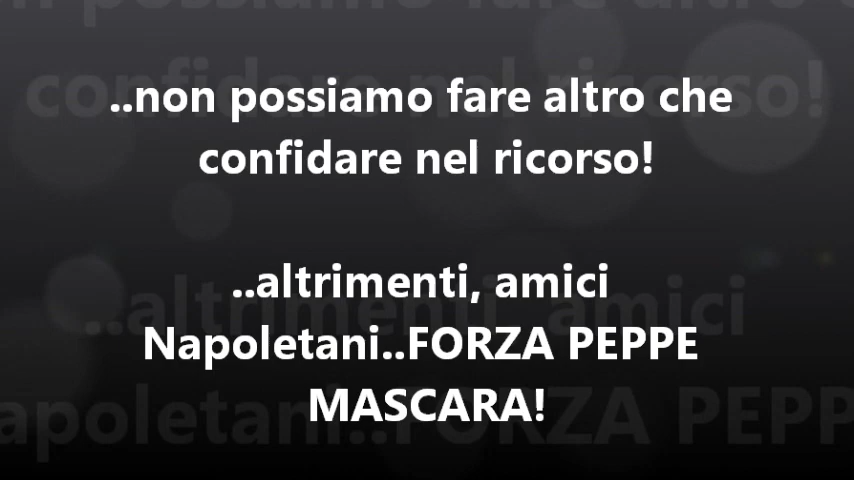 ..non possiamo fare altro che
confidare nel ricorso!
..altrimenti, amici
Napoletani..FORZA PEPPE
MASCARA!